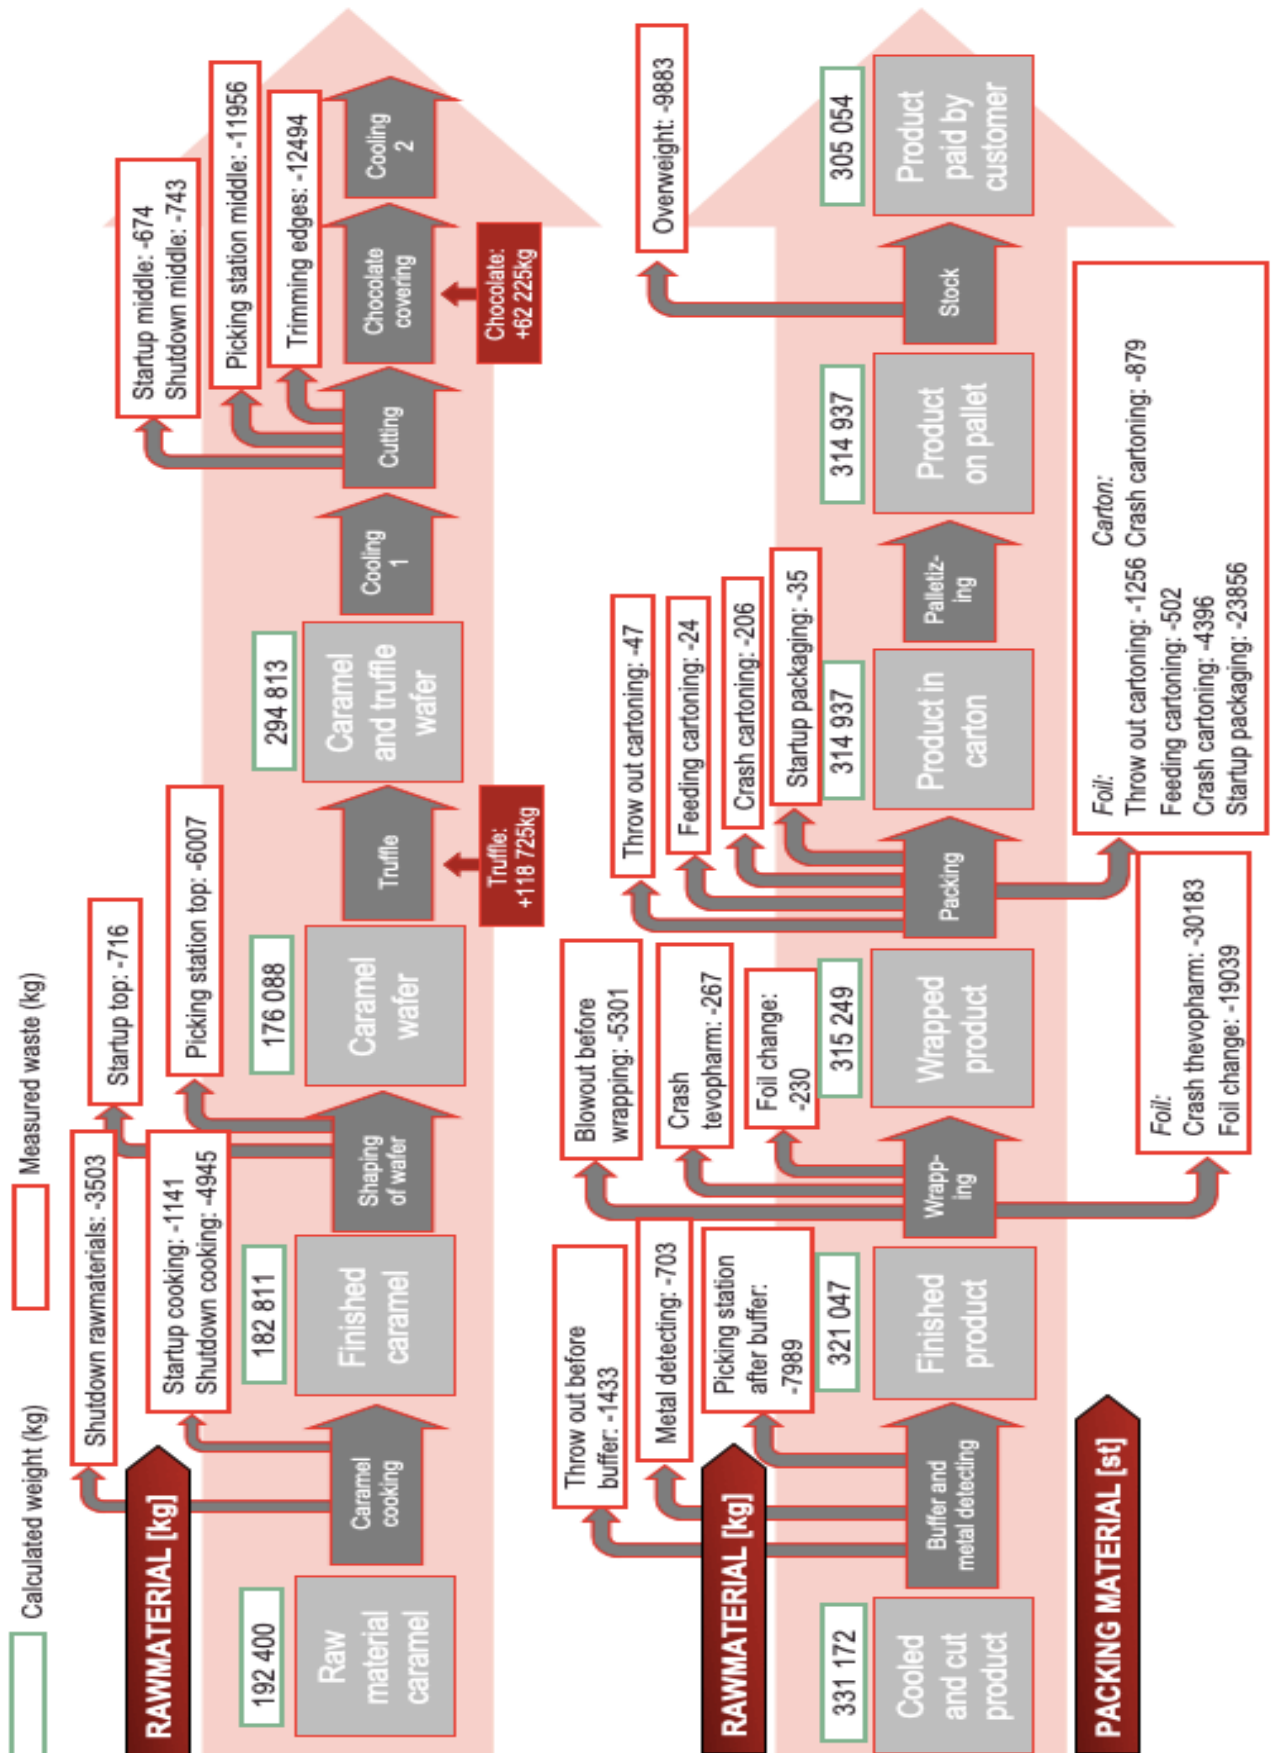 Calculated weight (kg)
Measured waste (kg)
RAWMATERIAL [kg]
Shutdown rawmaterials: -3503
Startup cooking: -1141
Shutdown cooking: -4945
Startup top: -716
Picking station top: -6007
Startup middle: -674
Shutdown middle: -743
Picking station middle: -11956
Trimming edges: -12494
192 400
Raw
material
caramel
Caramel
cooking
182 811
Finished
caramel
Shaping
of wafer
176 088
Caramel
wafer
Truffle
Truffle:
+118 725kg
294 813
Caramel
and truffle
wafer
Cooling
1
Cutting
Chocolate
covering
Chocolate:
+62 225kg
Cooling
2
RAWMATERIAL [kg]
Throw out before
buffer: -1433
Metal detecting: -703
Picking station
after buffer:
-7989
Blowout before
wrapping: -5301
Crash
tevopharm: -267
Foil change:
-230
Throw out cartoning: -47
Feeding cartoning: -24
Crash cartoning: -206
Startup packaging: -35
Overweight: -9883
331 172
Cooled
and cut
product
Buffer and
metal detecting
321 047
Finished
product
Wrapp-
ing
315 249
Wrapped
product
Packing
314 937
Product in
carton
Palletiz-
ing
314 937
Product
on pallet
Stock
305 054
Product
paid by
customer
PACKING MATERIAL [st]
Foil:
Crash thevopharm: -30183
Foil change: -19039
Foil: Carton:
Throw out cartoning: -1256 Crash cartoning: -879
Feeding cartoning: -502
Crash cartoning: -4396
Startup packaging: -23856